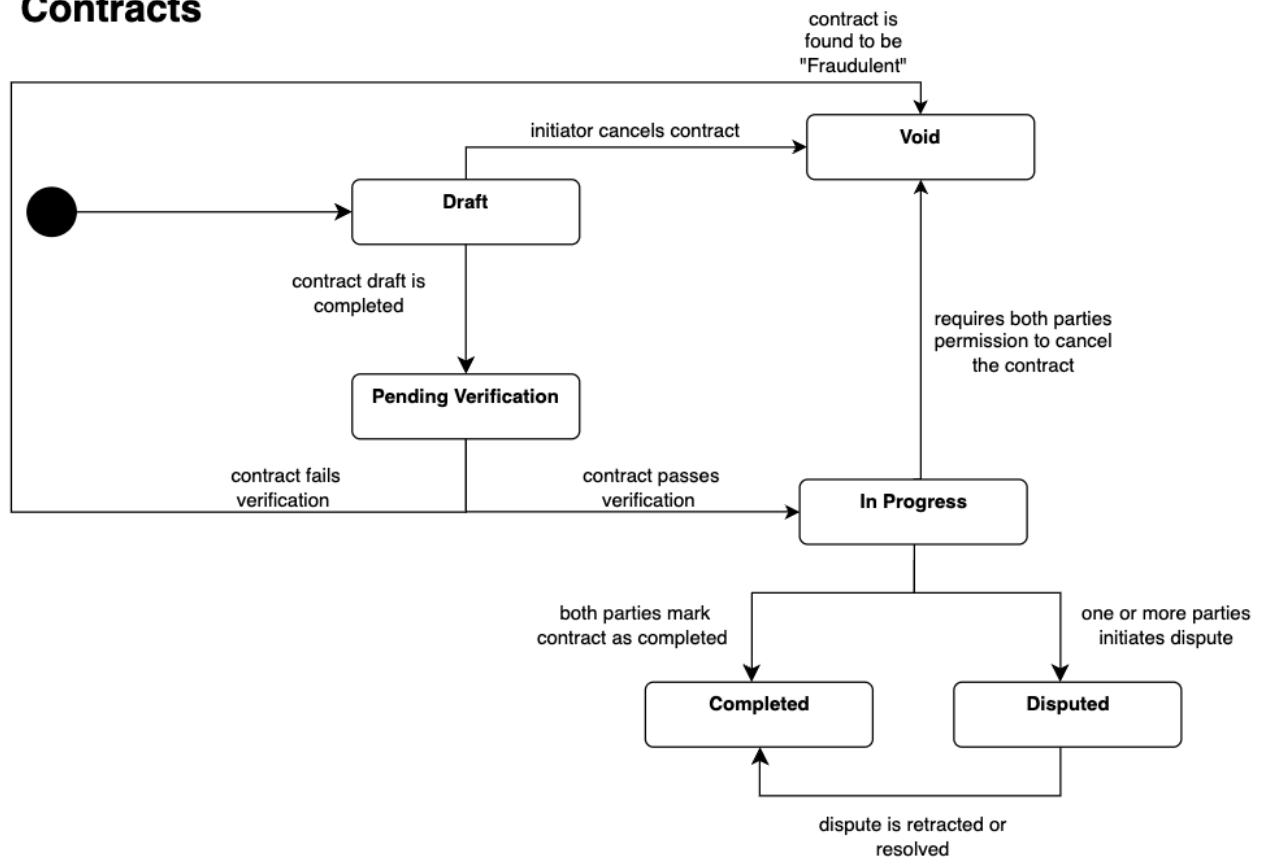 Contracts
contract is
found to be
"Fraudulent"
initiator cancels contract
Void
Draft
contract draft is
completed
requires both parties
permission to cancel
the contract
Pending Verification
contract fails
verification
contract passes
verification
In Progress
both parties mark
contract as completed
one or more parties
initiates dispute
Completed
Disputed
dispute is retracted or
resolved